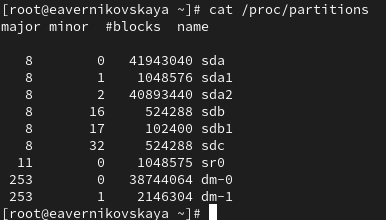 [root@eavernikovskaya ~]# cat /proc/partitions
major minor  #blocks  name

   8        0   41943040 sda
   8        1    1048576 sda1
   8        2   40893440 sda2
   8       16     524288 sdb
   8       17     102400 sdb1
   8       32     524288 sdc
  11        0    1048575 sr0
 253        0   38744064 dm-0
 253        1    2146304 dm-1
[root@eavernikovskaya ~]#